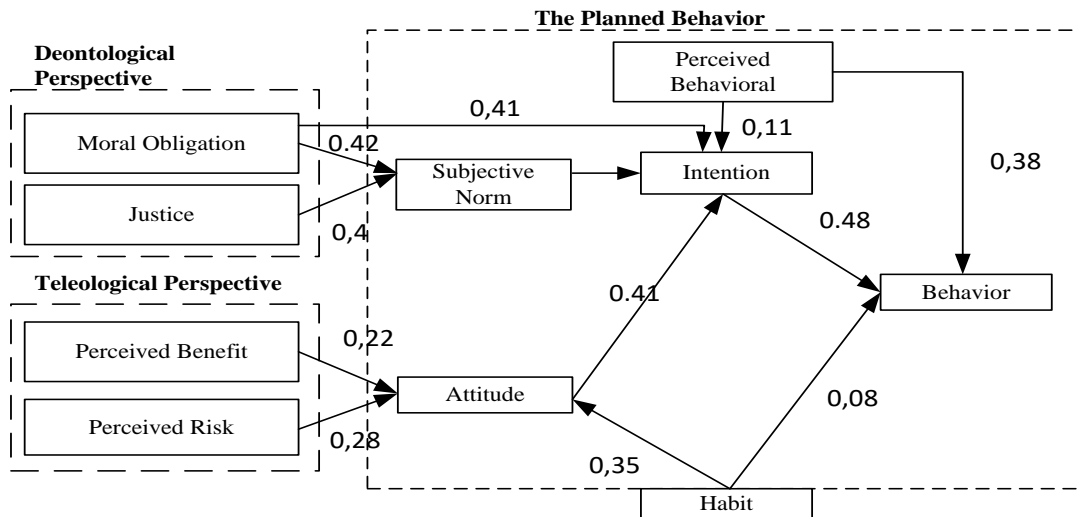 The Planned Behavior
Deontological
Perspective
Perceived
Behavioral
Moral Obligation
0,41
0.42
0,11
Subjective
Norm
Intention
0,38
Justice
0,4
0.48
Teleological Perspective
Behavior
0.41
Perceived Benefit
0,22
Attitude
0,08
Perceived Risk
0,28
0,35
Habit